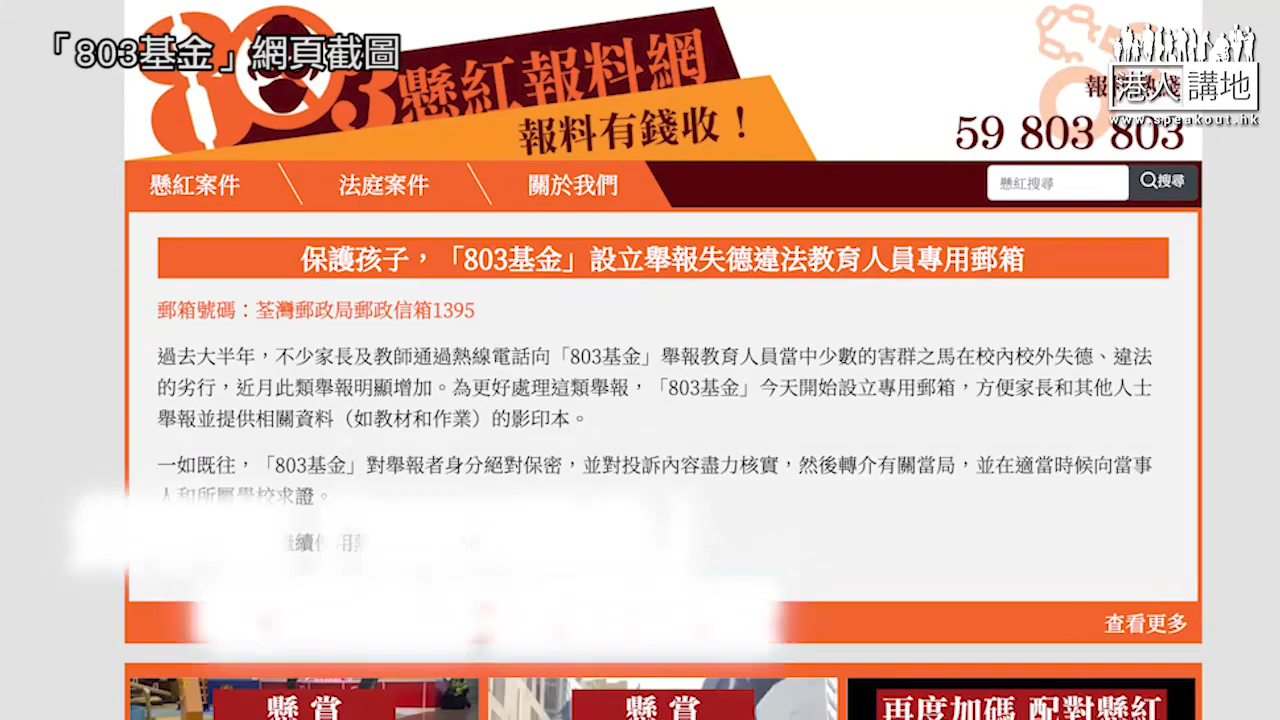 「803基金」網頁截圖
803懸紅報料網
報料有錢收！
港人講地
www.speakout.hk
59 803 803
懸紅案件
法庭案件
關於我們
懸紅搜尋
搜尋
保護孩子，「803基金」設立舉報失德違法教育人員專用郵箱
郵箱號碼：荃灣郵政局郵政信箱1395
過去大半年，不少家長及教師通過熱線電話向「803基金」舉報教育人員當中少數的害群之馬在校內校外失德、違法
的劣行，近月此類舉報明顯增加。為更好處理這類舉報，「803基金」今天開始設立專用郵箱，方便家長和其他人士
舉報並提供相關資料（如教材和作業）的影印本。
一如既往，「803基金」對舉報者身分絕對保密，並對投訴內容盡力核實，然後轉介有關當局，並在適當時候向當事
人和所屬學校求證。
繼續使用
查看更多
懸賞
懸賞
再度加碼 配對懸紅